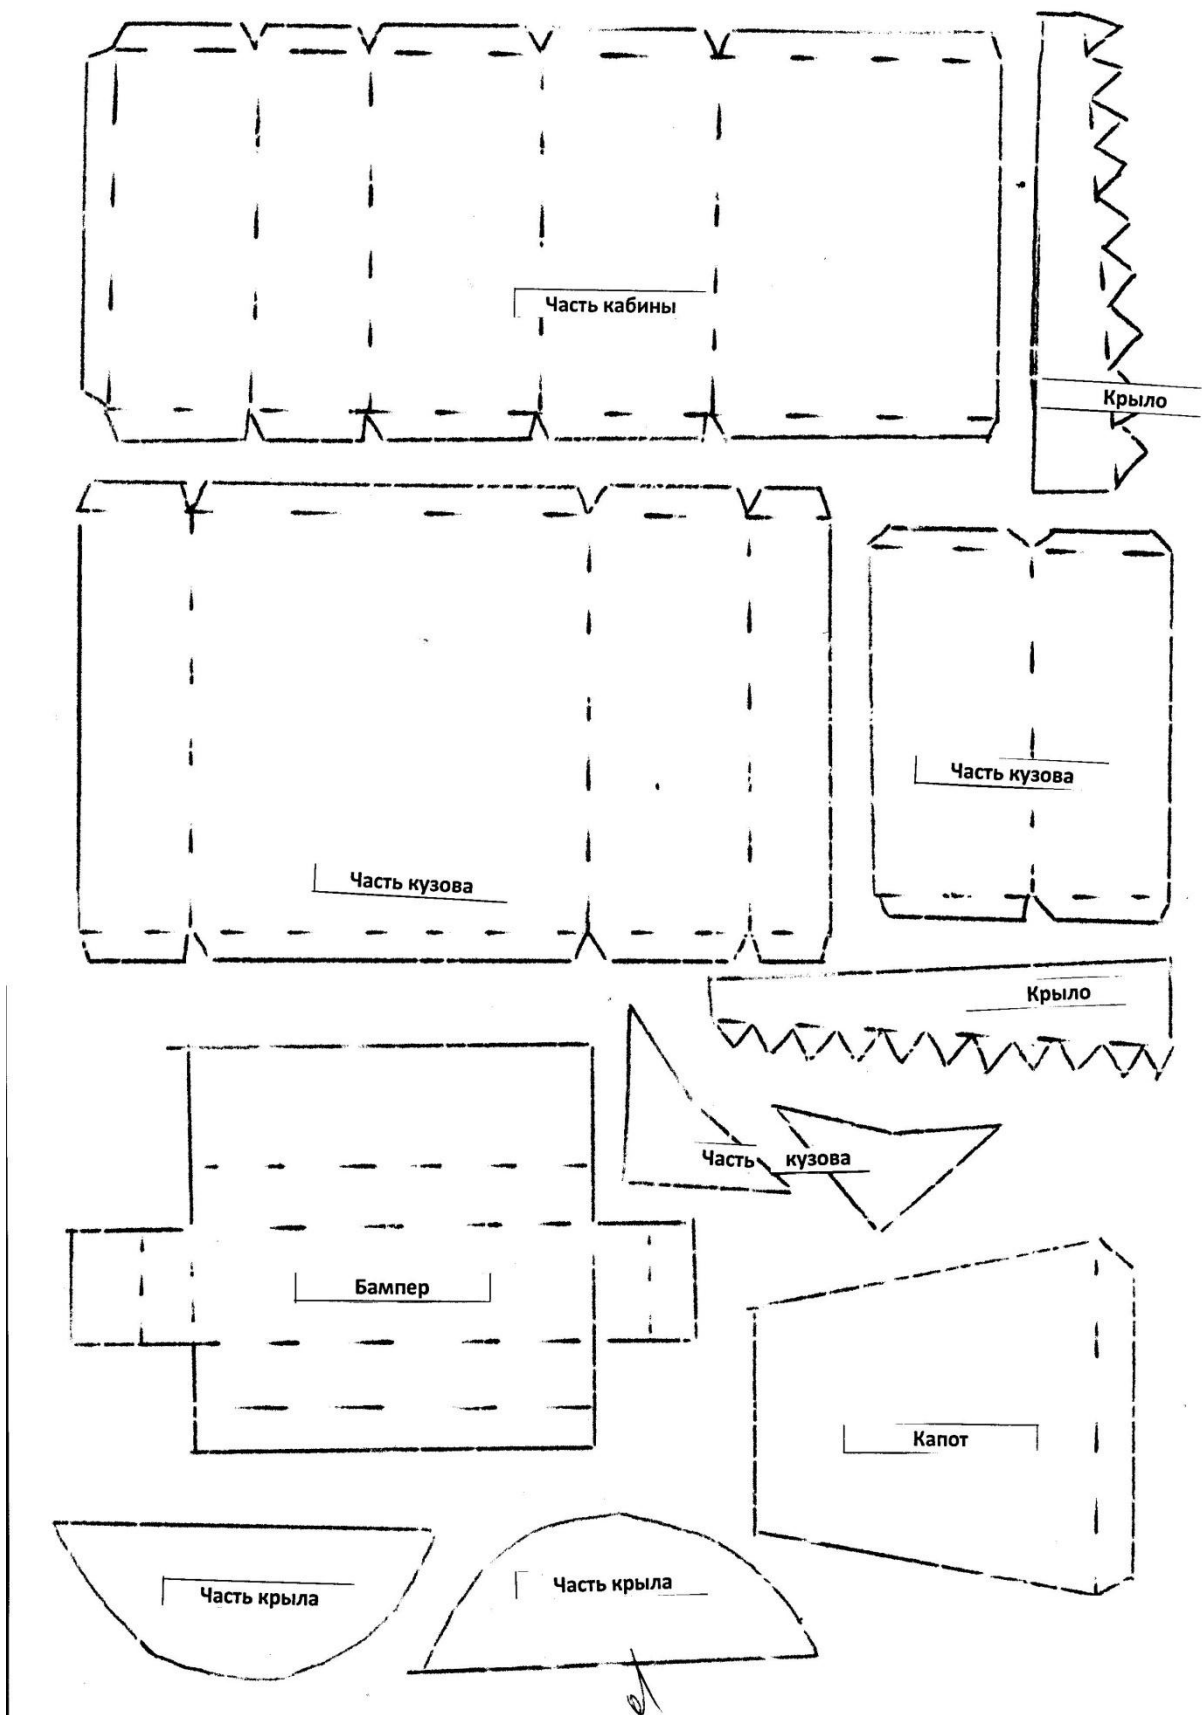 Часть кабины
Крыло
Часть кузова
Часть кузова
Крыло
Часть кузова
Бампер
Капот
Часть крыла
Часть крыла